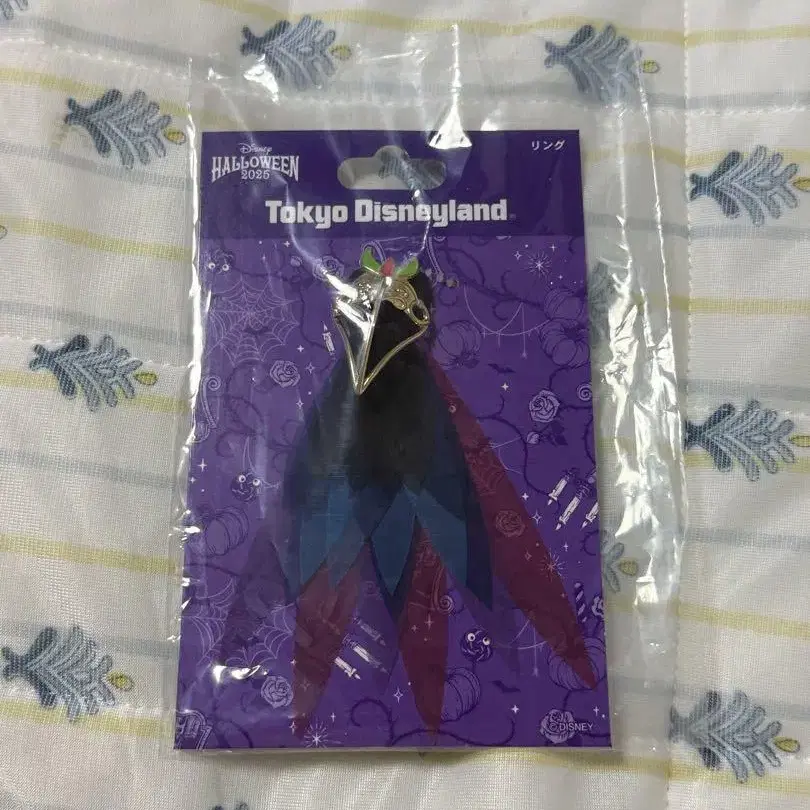 Disney
HALLOWEEN
2025
リング
Tokyo Disneyland®
©DISNEY